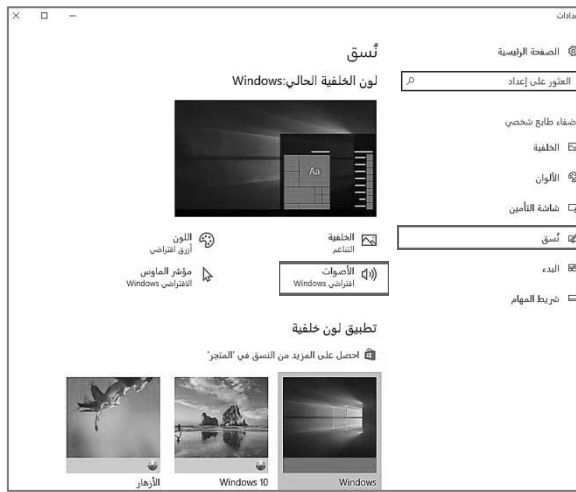 عدادات
الصفحة الرئيسية
العثور على إعداد
ضفاء طابع شخصي
الخلفية
الألوان
شاشة التأمين
نُسق
البدء
شريط المهام
نُسق
لون الخلفية الحالي:Windows
Aa
الخلفية
التناغم
اللون
أزرق افتراضي
الأصوات
افتراضي Windows
مؤشر الماوس
الافتراضي Windows
تطبيق لون خلفية
احصل على المزيد من النسق في 'المتجر'
Windows
Windows 10
الأزهار